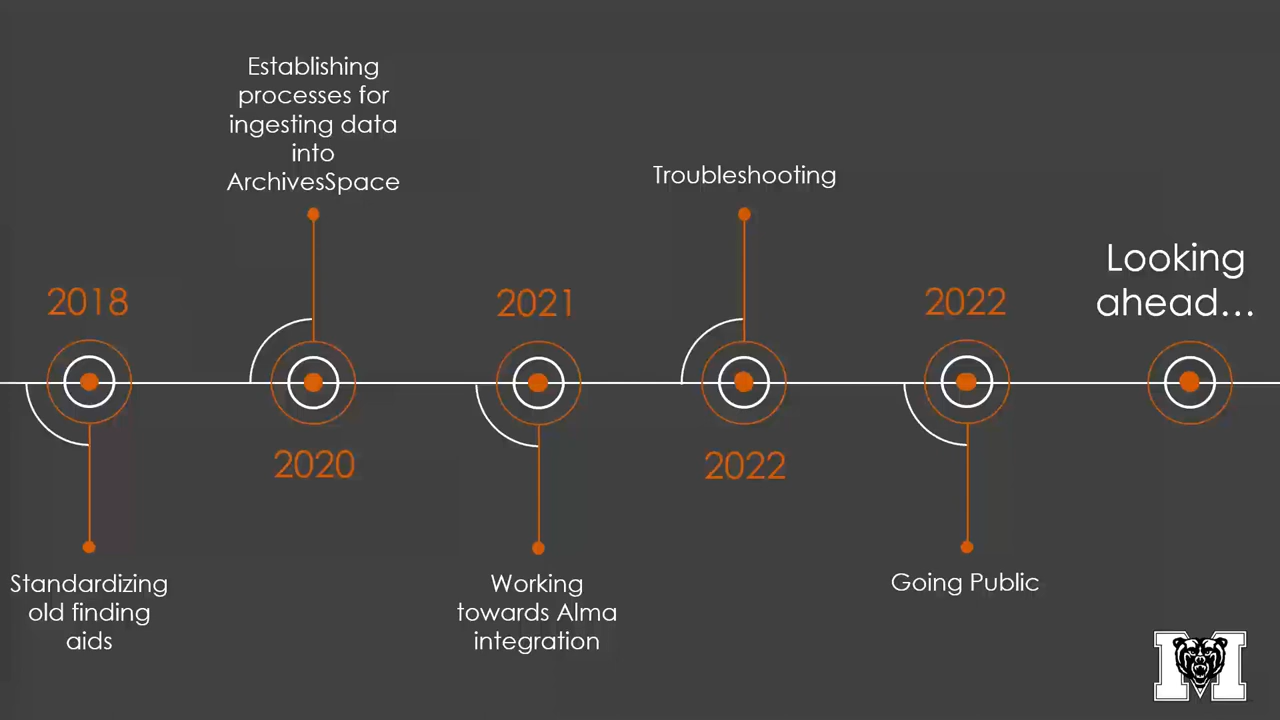 2018
Standardizing
old finding
aids
Establishing
processes for
ingesting data
into
ArchivesSpace
2020
2021
Working
towards Alma
integration
Troubleshooting
2022
2022
Going Public
Looking
ahead...
M